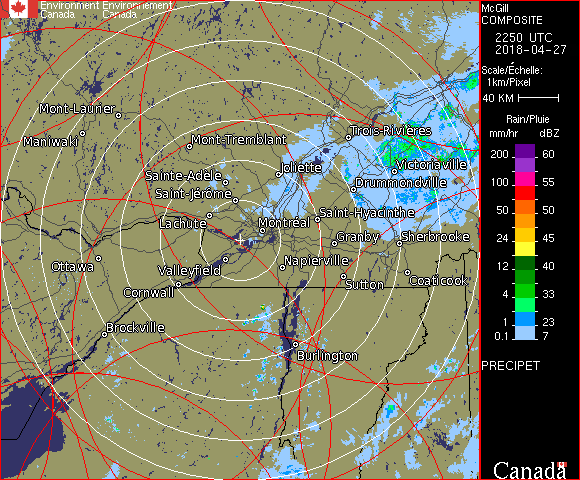 Environment Environnement
Canada Canada
McGill
COMPOSITE
2250 UTC
2018-04-27
Scale/Échelle:
1km/Pixel
40 KM
Rain/Pluie
mm/hr dBZ
200 60
100 55
50 50
24 45
12 40
4 33
1 23
0.1 7
PRECIPET
Canada
Mont-Laurier
Maniwaki
Mont-Tremblant
Trois-Rivières
Sainte-Adèle
Joliette
Victoriaville
Saint-Jérôme
Drummondville
Lachute
Montréal
Saint-Hyacinthe
Granby
Sherbrooke
Ottawa
Valleyfield
Napierville
Cornwall
Sutton
Coaticook
Brockville
Burlington